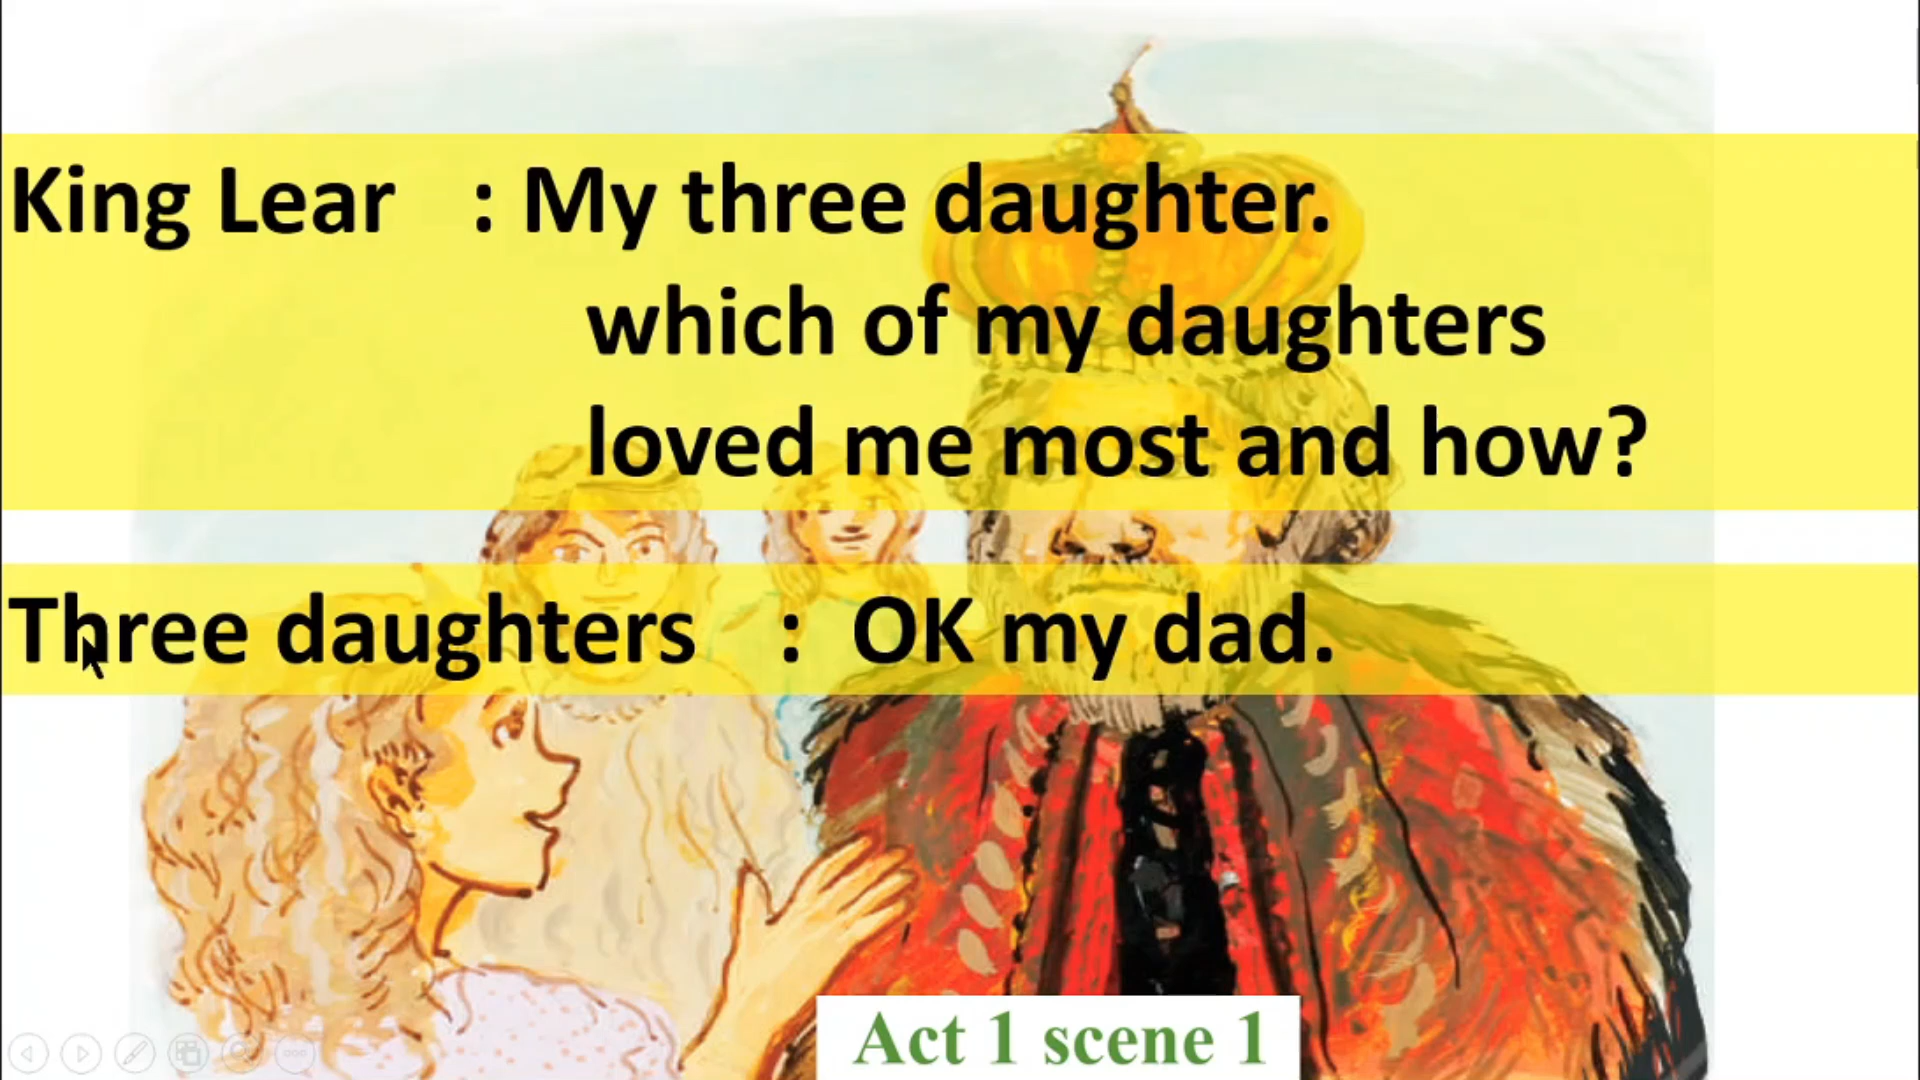 King Lear : My three daughter.
which of my daughters
loved me most and how?
Three daughters : OK my dad.
Act 1 scene 1